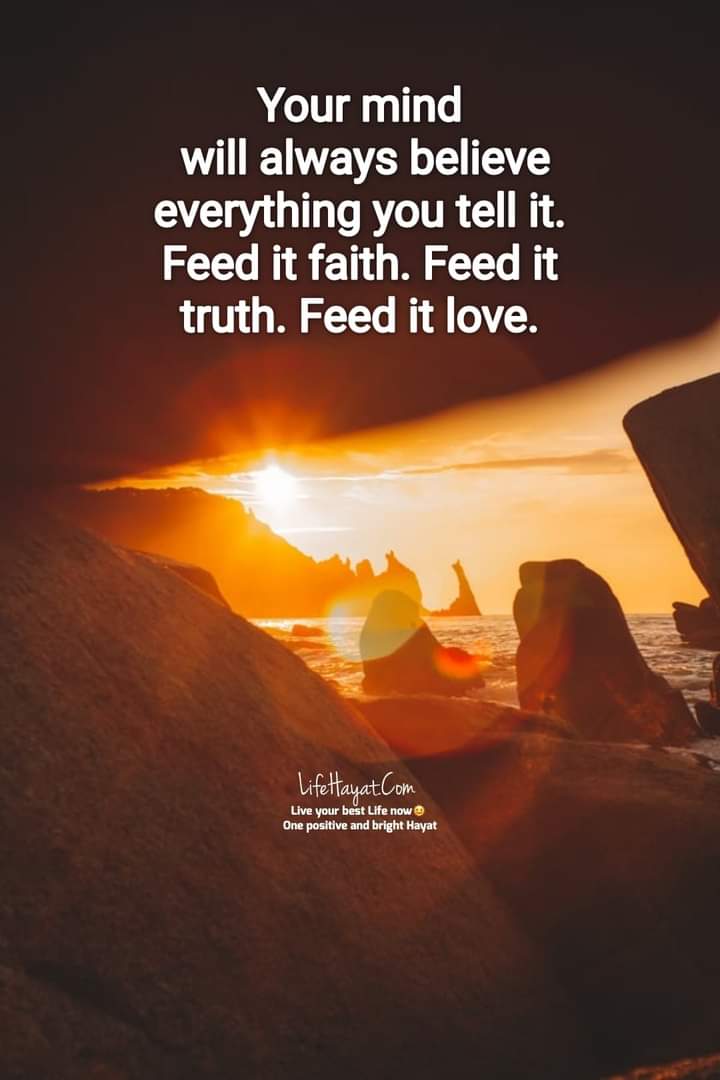 Your mind
will always believe
everything you tell it.
Feed it faith. Feed it
truth. Feed it love.
LifeHayat.Com
Live your best Life now😃
One positive and bright Hayat